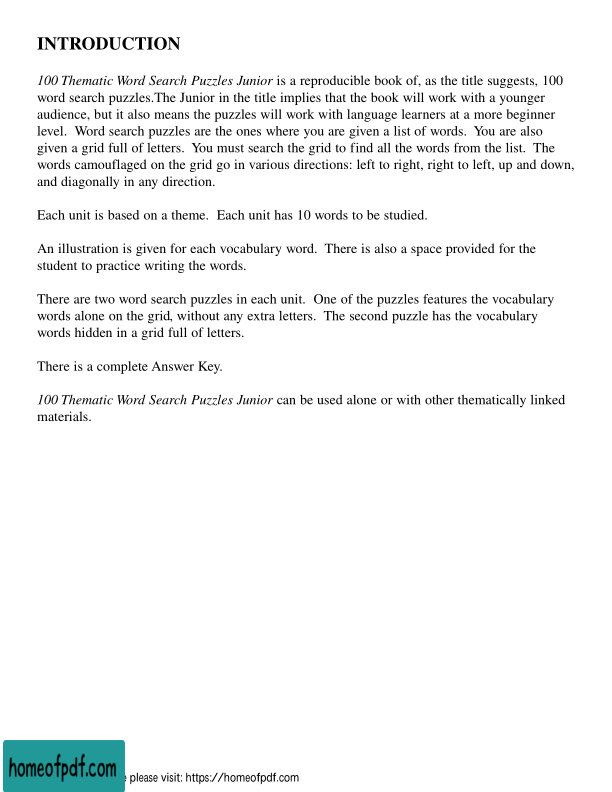 INTRODUCTION
100 Thematic Word Search Puzzles Junior is a reproducible book of, as the title suggests, 100
word search puzzles.The Junior in the title implies that the book will work with a younger
audience, but it also means the puzzles will work with language learners at a more beginner
level.  Word search puzzles are the ones where you are given a list of words.  You are also
given a grid full of letters.  You must search the grid to find all the words from the list.  The
words camouflaged on the grid go in various directions: left to right, right to left, up and down,
and diagonally in any direction.
Each unit is based on a theme.  Each unit has 10 words to be studied.
An illustration is given for each vocabulary word.  There is also a space provided for the
student to practice writing the words.
There are two word search puzzles in each unit.  One of the puzzles features the vocabulary
words alone on the grid, without any extra letters.  The second puzzle has the vocabulary
words hidden in a grid full of letters.
There is a complete Answer Key.
100 Thematic Word Search Puzzles Junior can be used alone or with other thematically linked
materials.
homeofpdf.com
please visit: https://homeofpdf.com